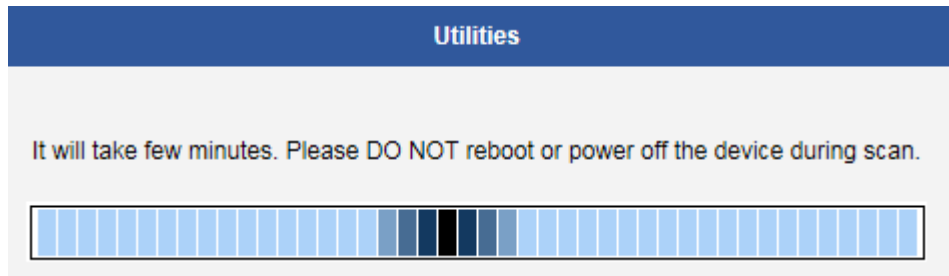 Utilities
It will take few minutes. Please DO NOT reboot or power off the device during scan.